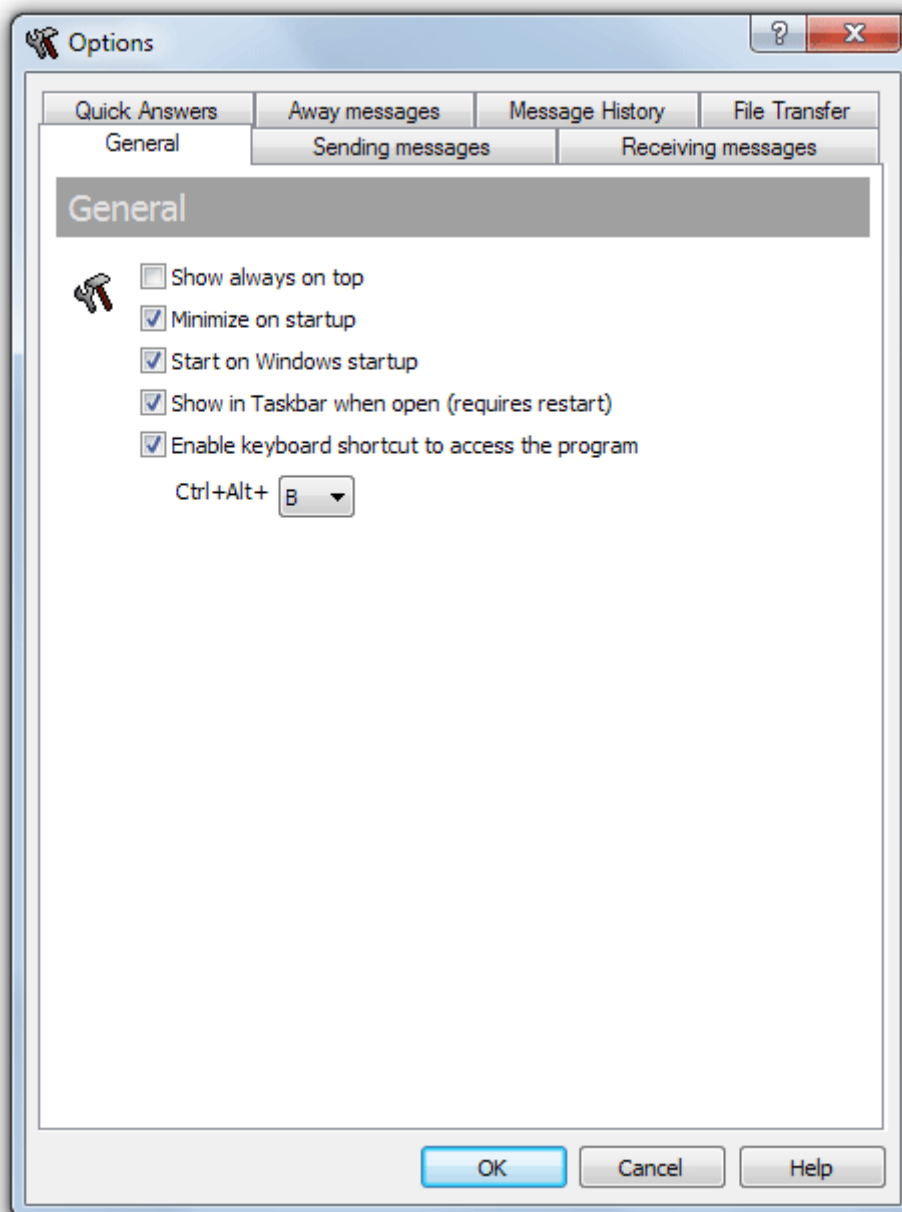 Options
Quick Answers Away messages Message History File Transfer
General Sending messages Receiving messages
General
Show always on top
Minimize on startup
Start on Windows startup
Show in Taskbar when open (requires restart)
Enable keyboard shortcut to access the program
Ctrl+Alt+ B
OK Cancel Help